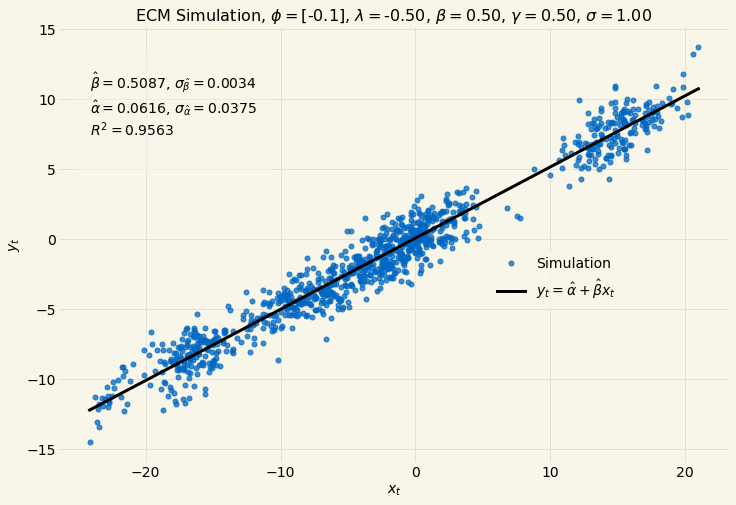 ECM Simulation, ϕ = [-0.1], λ = -0.50, β = 0.50, γ = 0.50, σ = 1.00
15
10
5
0
−5
−10
−15
y_t
β̂ = 0.5087, σ_β̂ = 0.0034
α̂ = 0.0616, σ_α̂ = 0.0375
R² = 0.9563
Simulation
y_t = α̂ + β̂x_t
−20
−10
0
10
20
x_t